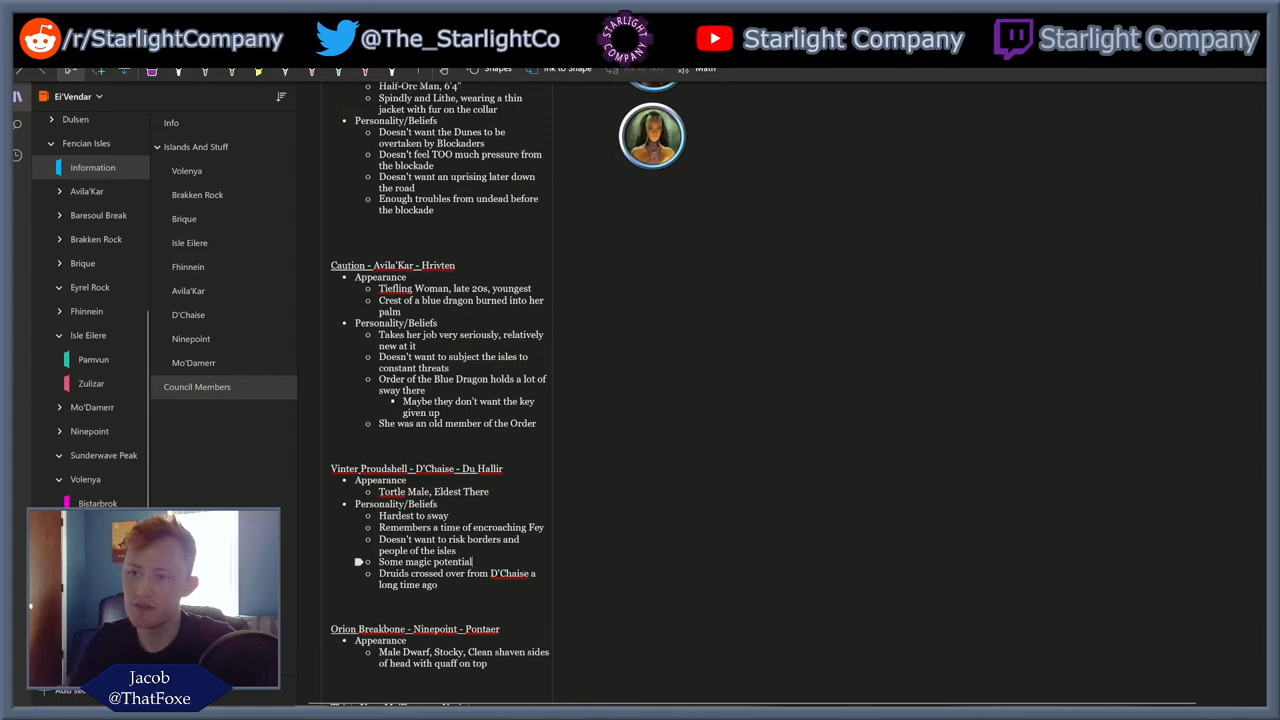 /r/StarlightCompany
@The_StarlightCo
STARLIGHT COMPANY
Starlight Company
Starlight Company
Shapes
Ink to Shape
Math
Ei'Vendar
Dulsen
Fencian Isles
Information
Avila'Kar
Baresoul Break
Brakken Rock
Brique
Eyrel Rock
Fhinnein
Isle Eilere
Pamvun
Zulizar
Mo'Damerr
Ninepoint
Sunderwave Peak
Volenya
Bistarbrok
Info
Islands And Stuff
Volenya
Brakken Rock
Brique
Isle Eilere
Fhinnein
Avila'Kar
D'Chaise
Ninepoint
Mo'Damerr
Council Members
Half-Orc Man, 6'4"
Spindly and Lithe, wearing a thin
jacket with fur on the collar
Personality/Beliefs
Doesn't want the Dunes to be
overtaken by Blockaders
Doesn't feel TOO much pressure from
the blockade
Doesn't want an uprising later down
the road
Enough troubles from undead before
the blockade
Caution - Avila'Kar - Hrivten
Appearance
Tiefling Woman, late 20s, youngest
Crest of a blue dragon burned into her
palm
Personality/Beliefs
Takes her job very seriously, relatively
new at it
Doesn't want to subject the isles to
constant threats
Order of the Blue Dragon holds a lot of
sway there
Maybe they don't want the key
given up
She was an old member of the Order
Vinter Proudshell - D'Chaise - Du Hallir
Appearance
Tortle Male, Eldest There
Personality/Beliefs
Hardest to sway
Remembers a time of encroaching Fey
Doesn't want to risk borders and
people of the isles
Some magic potential
Druids crossed over from D'Chaise a
long time ago
Orion Breakbone - Ninepoint - Pontaer
Appearance
Male Dwarf, Stocky, Clean shaven sides
of head with quaff on top
Add sec
Jacob
@ThatFoxe